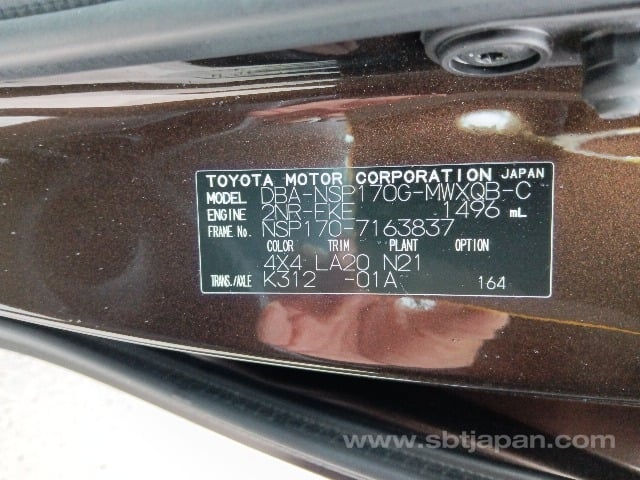 TOYOTA MOTOR CORPORATION JAPAN
MODEL DBA-NSP170G-MWXQB-C
ENGINE 2NR-FKE 1496 mL
FRAME NO. NSP170-7163837
COLOR TRIM PLANT OPTION
4X4 LA20 N21
TRANS./AXLE K312 -01A 164
www.sbtjapan.com